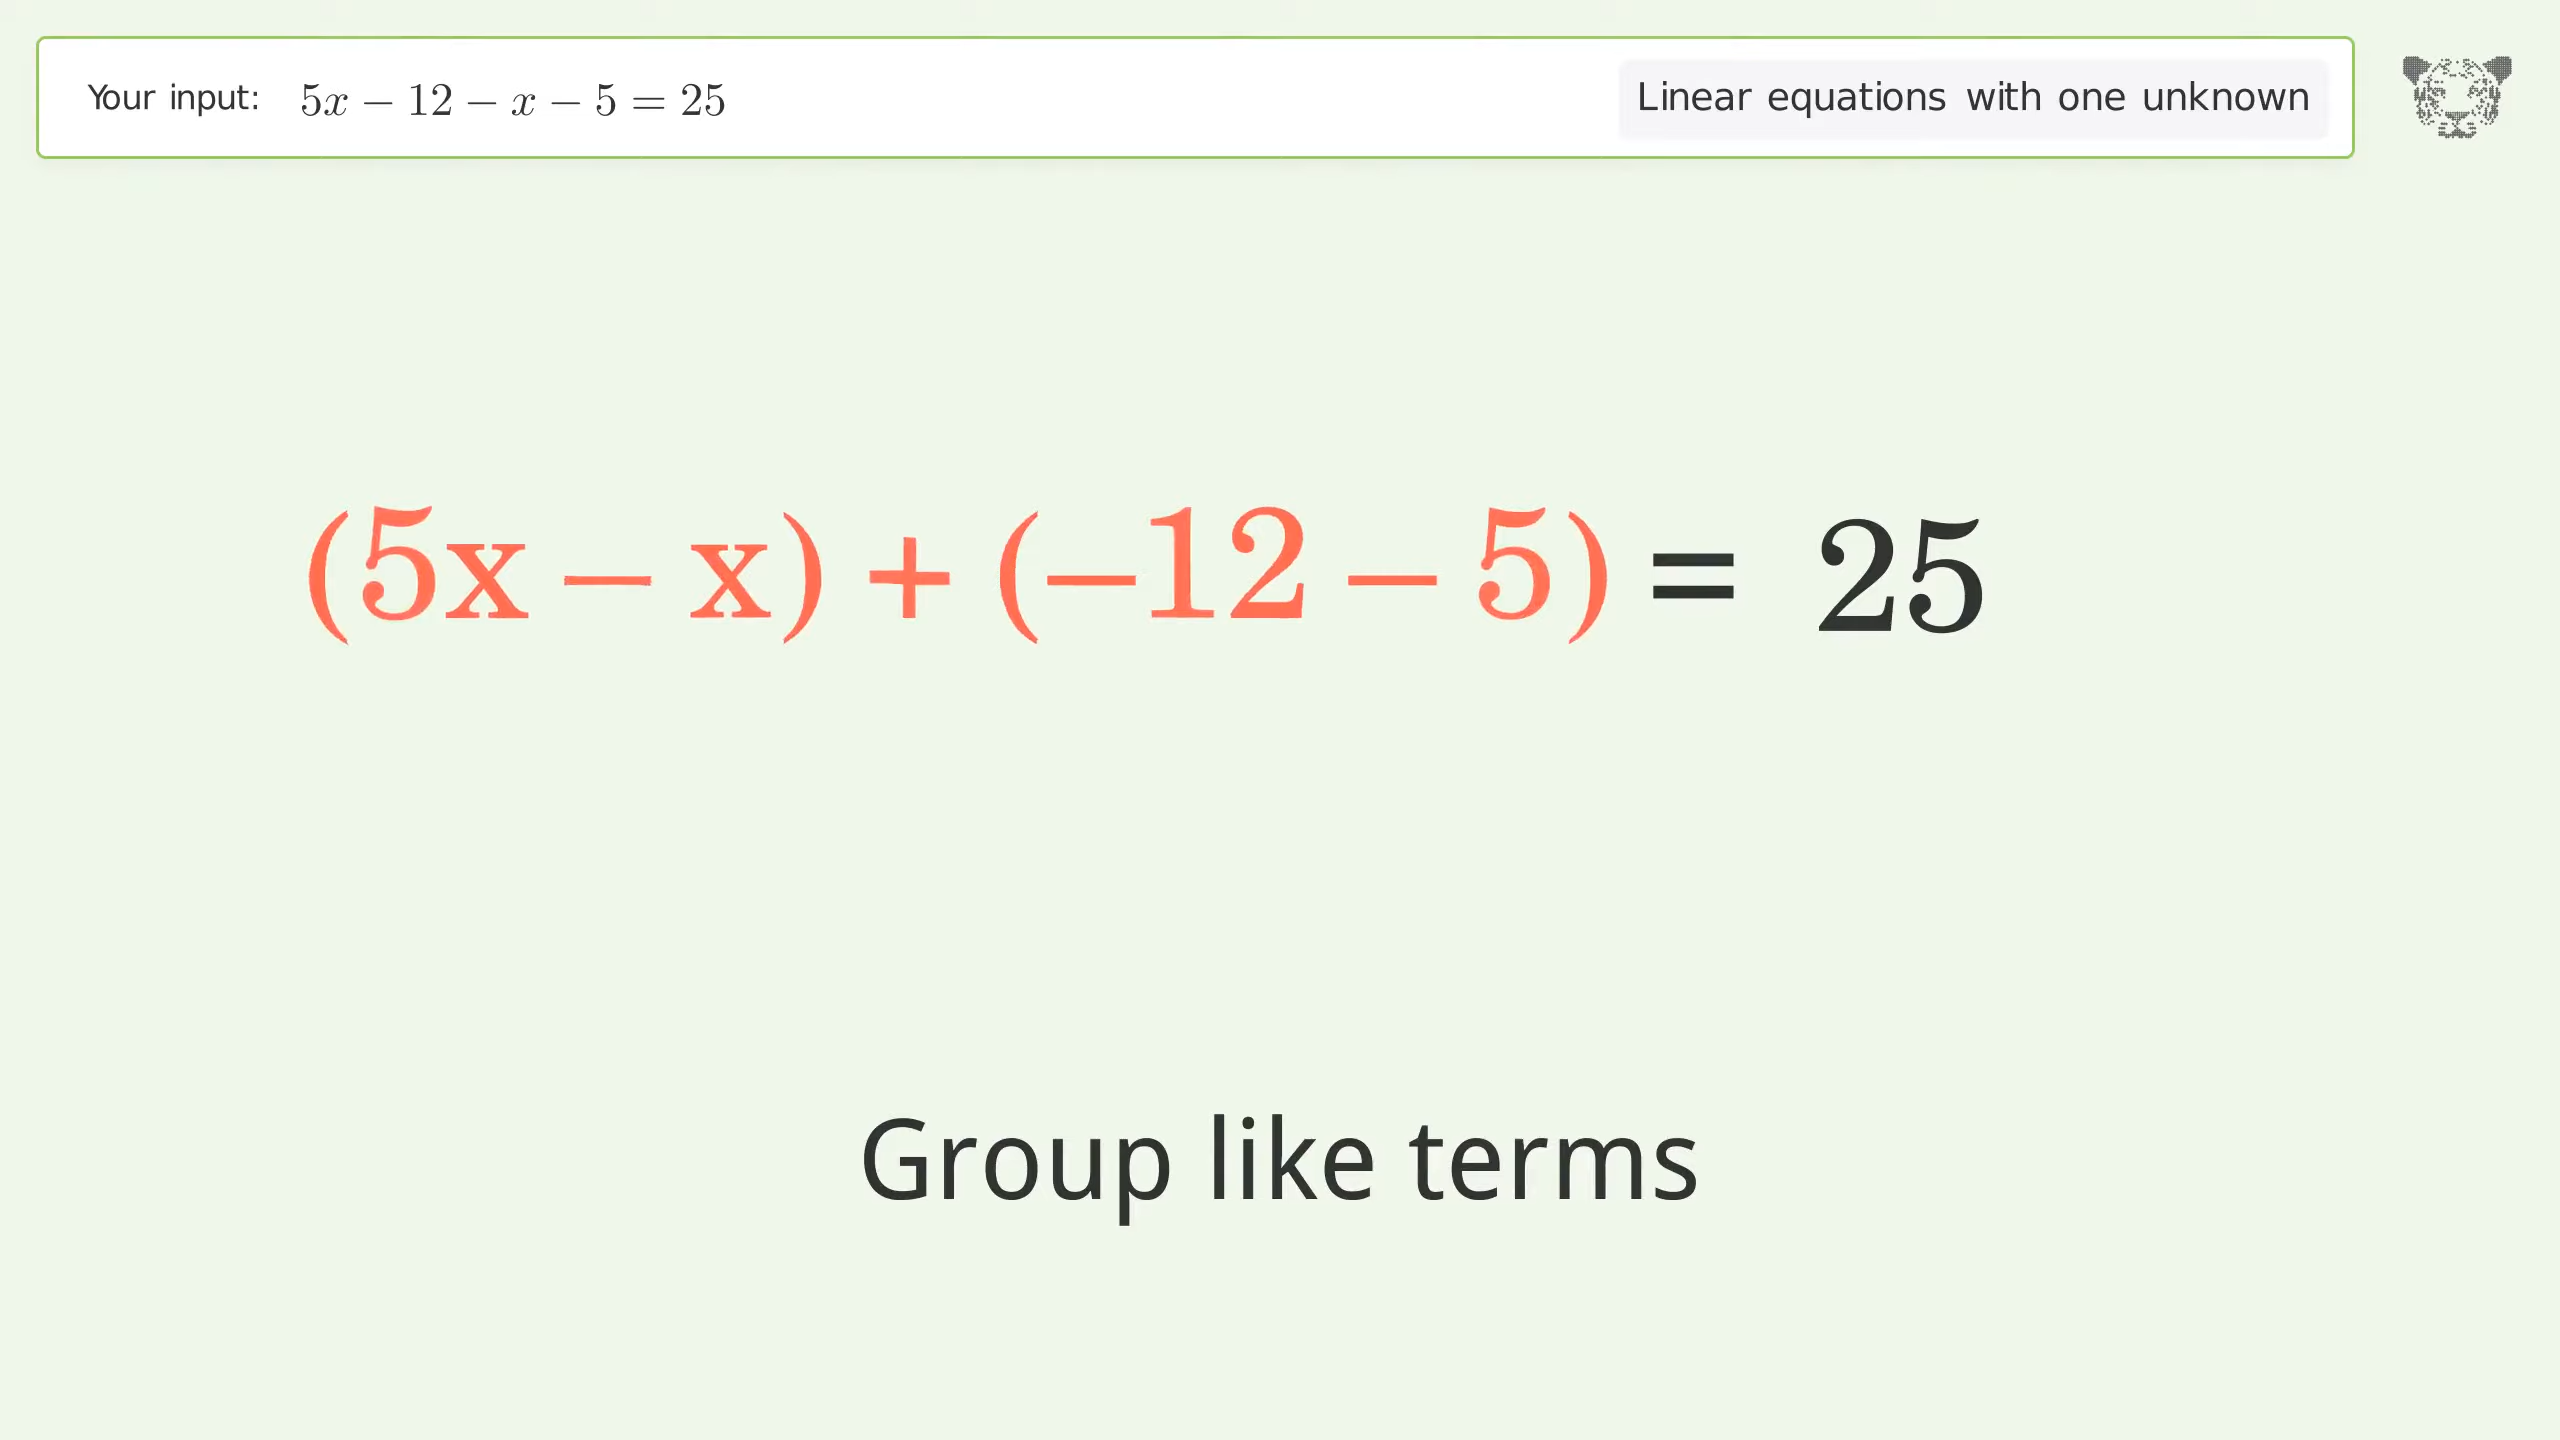 Your input: 5x − 12 − x − 5 = 25
Linear equations with one unknown
(5x − x) + (−12 − 5) = 25
Group like terms